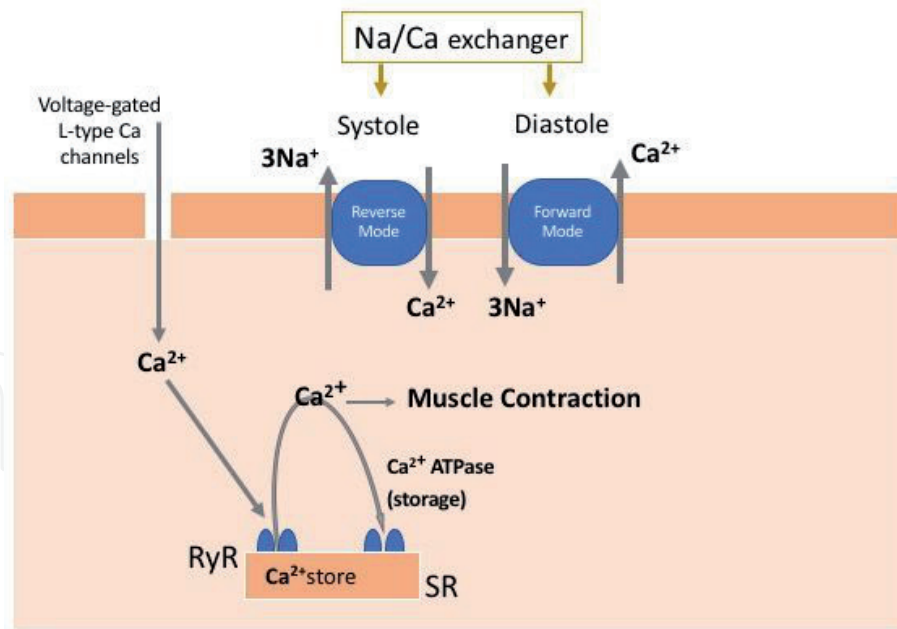 Na/Ca exchanger
Voltage-gated
L-type Ca
channels
Systole
Diastole
3Na⁺
Ca²⁺
Reverse
Mode
Forward
Mode
Ca²⁺
3Na⁺
Ca²⁺
Ca²⁺
Muscle Contraction
Ca²⁺ ATPase
(storage)
RyR
Ca²⁺store
SR